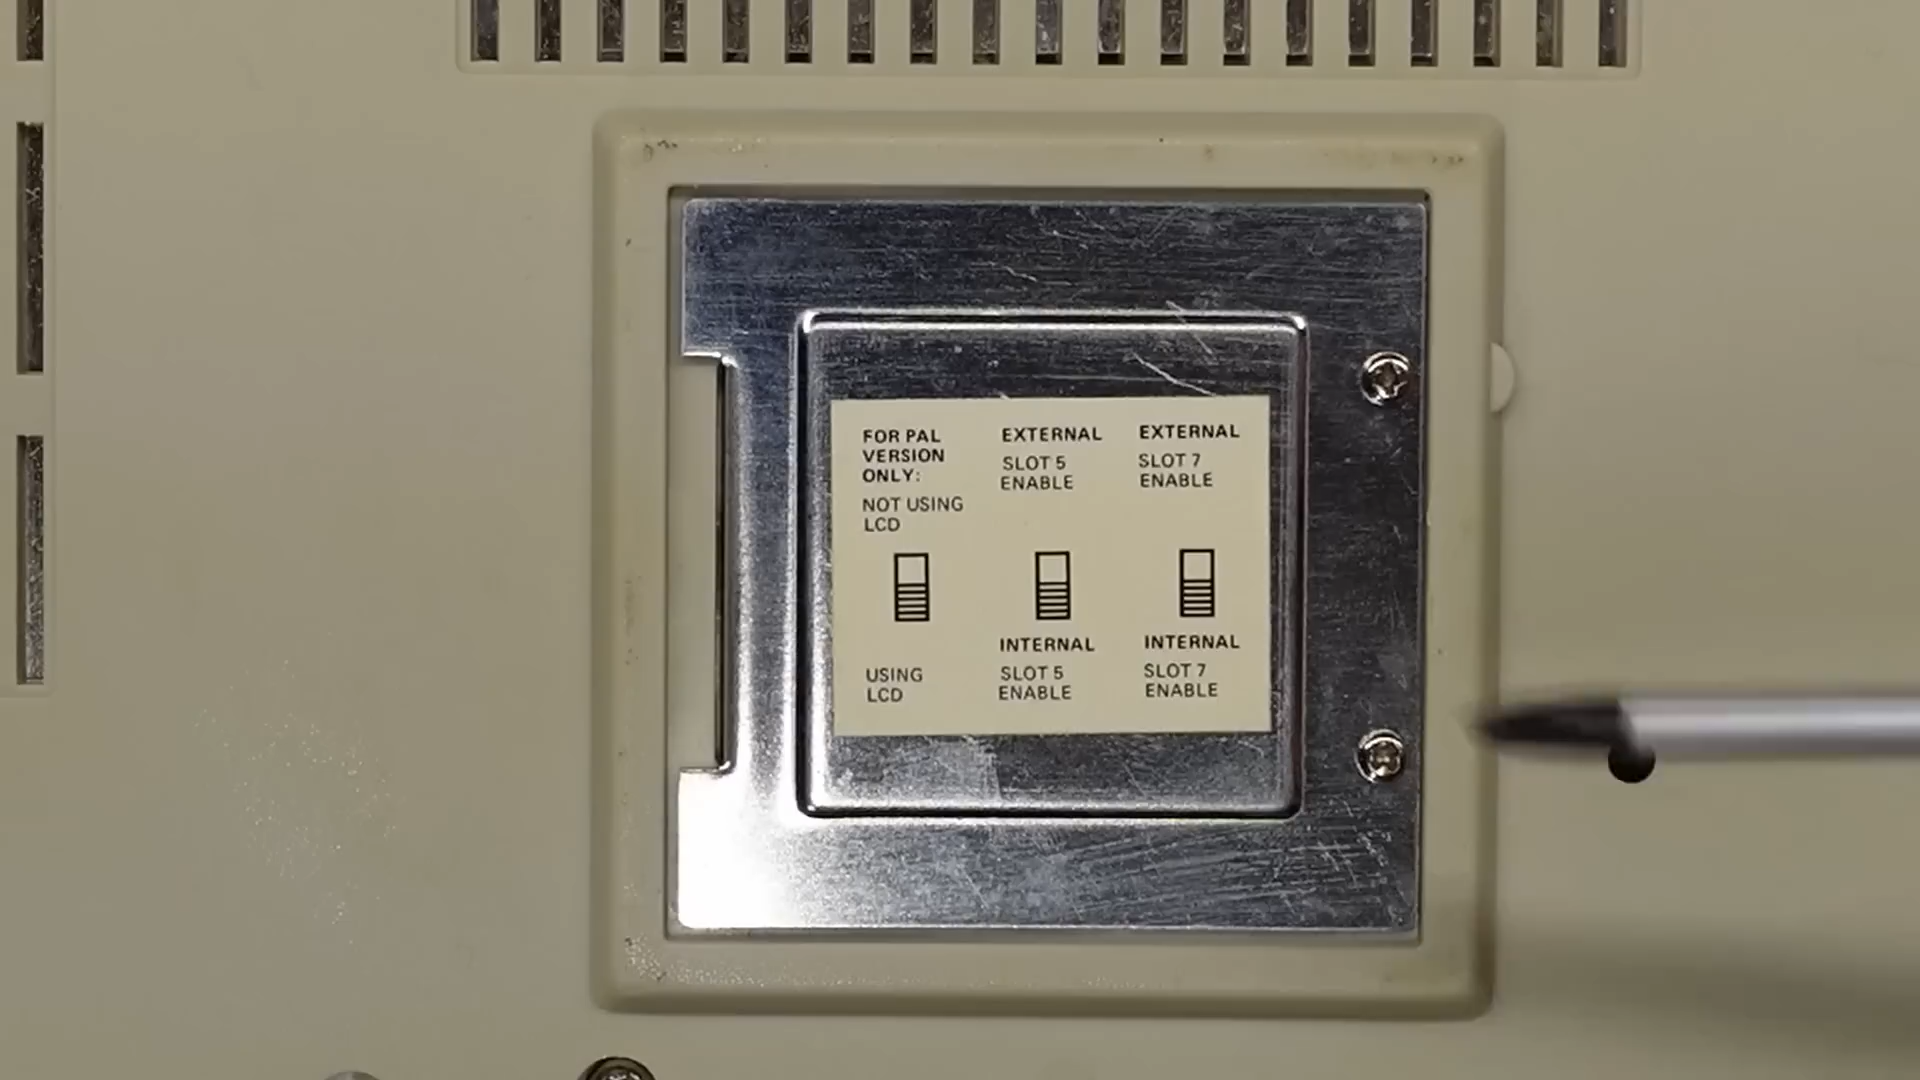 FOR PAL
VERSION
ONLY:
NOT USING
LCD
USING
LCD
EXTERNAL
SLOT 5
ENABLE
INTERNAL
SLOT 5
ENABLE
EXTERNAL
SLOT 7
ENABLE
INTERNAL
SLOT 7
ENABLE